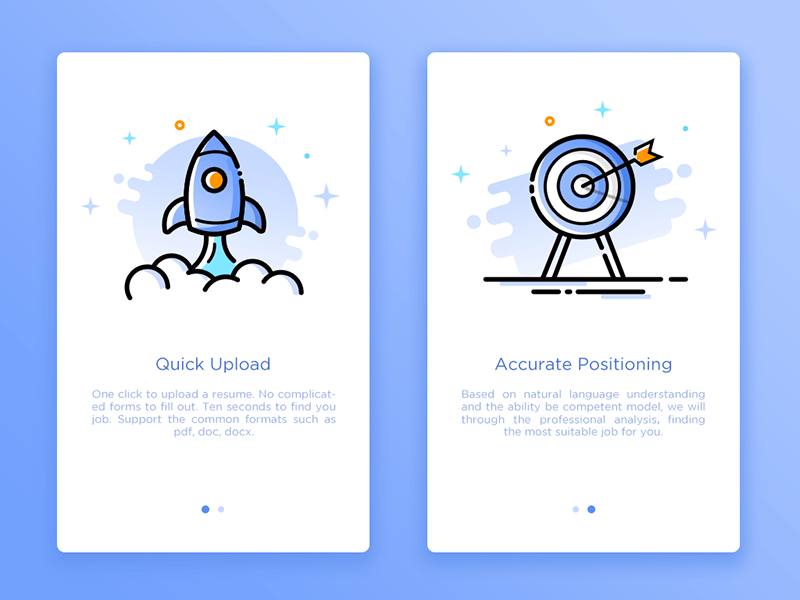 Quick Upload
One click to upload a resume. No complicat-
ed forms to fill out. Ten seconds to find you
job. Support the common formats such as
pdf, doc, docx.
Accurate Positioning
Based on natural language understanding
and the ability be competent model, we will
through the professional analysis, finding
the most suitable job for you.